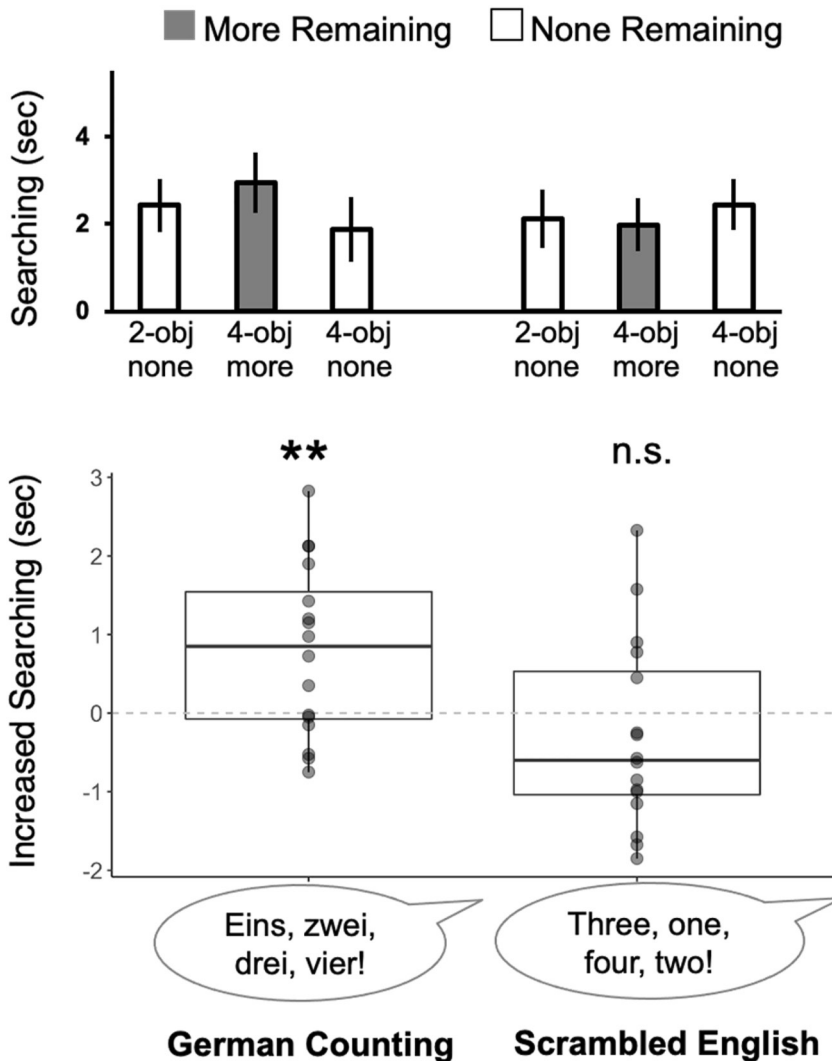 More Remaining None Remaining
Searching (sec)
4
2
0
2-obj 4-obj 4-obj 2-obj 4-obj 4-obj
none more none none more none
** n.s.
Increased Searching (sec)
3
2
1
0
-1
-2
Eins, zwei,
drei, vier!
Three, one,
four, two!
German Counting Scrambled English